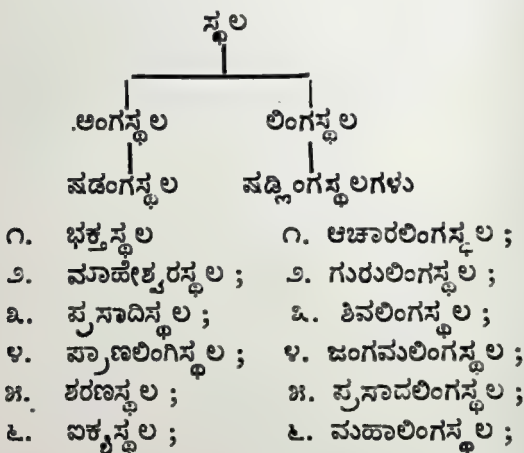 ಸ್ಥಲ
ಅಂಗಸ್ಥಲ ಲಿಂಗಸ್ಥಲ
ಷಡಂಗಸ್ಥಲ ಷಡ್ಲಿಂಗಸ್ಥಲಗಳು
೧. ಭಕ್ತಸ್ಥಲ ೧. ಆಚಾರಲಿಂಗಸ್ಥಲ ;
೨. ಮಾಹೇಶ್ವರಸ್ಥಲ ; ೨. ಗುರುಲಿಂಗಸ್ಥಲ ;
೩. ಪ್ರಸಾದಿಸ್ಥಲ ; ೩. ಶಿವಲಿಂಗಸ್ಥಲ ;
೪. ಪ್ರಾಣಲಿಂಗಿಸ್ಥಲ ; ೪. ಜಂಗಮಲಿಂಗಸ್ಥಲ ;
೫. ಶರಣಸ್ಥಲ ; ೫. ಪ್ರಸಾದಲಿಂಗಸ್ಥಲ ;
೬. ಐಕ್ಯಸ್ಥಲ ; ೬. ಮಹಾಲಿಂಗಸ್ಥಲ ;